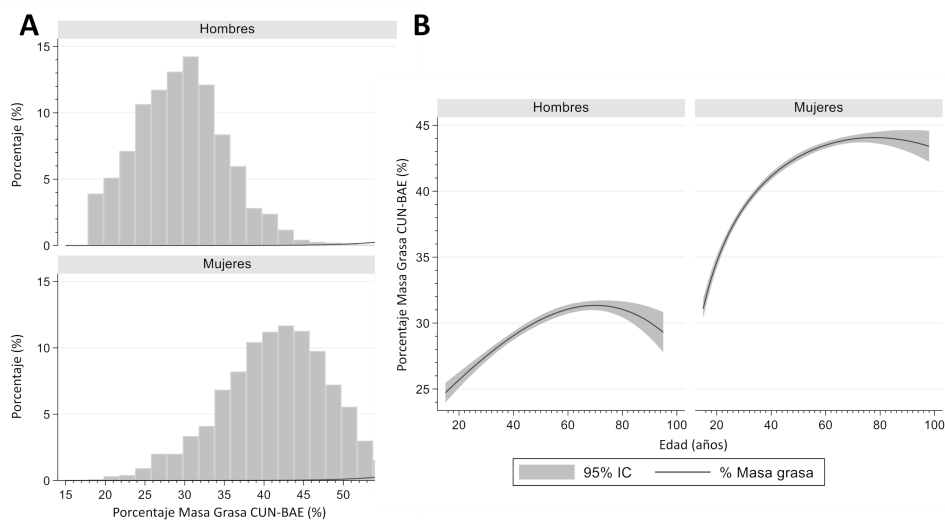 A
Hombres
15
10
5
0
Porcentaje (%)
Mujeres
15
10
5
0
Porcentaje (%)
15 20 25 30 35 40 45 50
Porcentaje Masa Grasa CUN-BAE (%)
B
Hombres Mujeres
45
40
35
30
25
Porcentaje Masa Grasa CUN-BAE (%)
20 40 60 80 100 20 40 60 80 100
Edad (años)
95% IC % Masa grasa